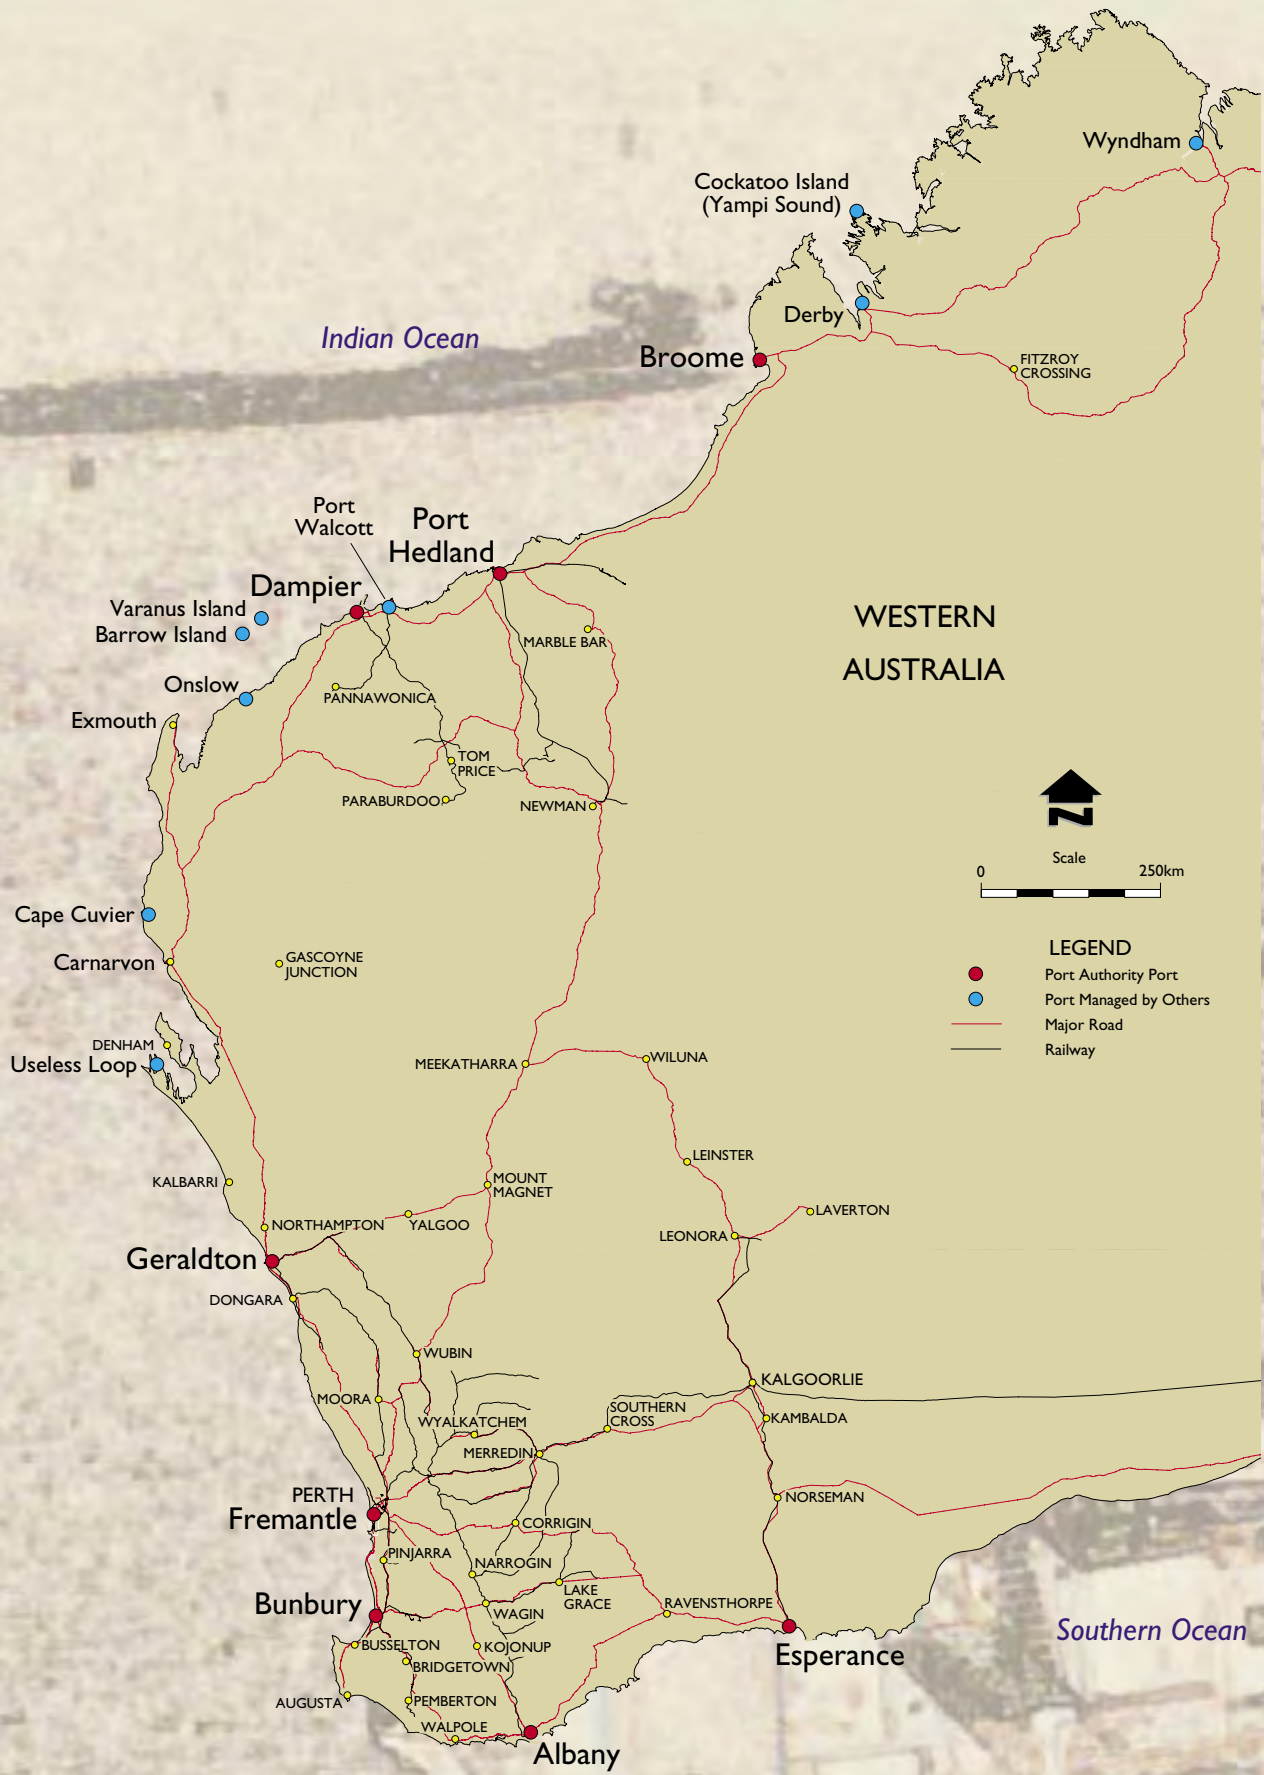 Wyndham
Cockatoo Island
(Yampi Sound)
Derby
Indian Ocean
Broome
FITZROY
CROSSING
Port
Walcott
Port
Hedland
Dampier
Varanus Island
Barrow Island
WESTERN
AUSTRALIA
MARBLE BAR
Onslow
PANNAWONICA
Exmouth
TOM
PRICE
PARABURDOO
NEWMAN
N
Scale
0
250km
Cape Cuvier
LEGEND
Port Authority Port
Port Managed by Others
Major Road
Railway
Carnarvon
GASCOYNE
JUNCTION
DENHAM
Useless Loop
MEEKATHARRA
WILUNA
LEINSTER
KALBARRI
MOUNT
MAGNET
LAVERTON
NORTHAMPTON
YALGOO
LEONORA
Geraldton
DONGARA
WUBIN
KALGOORLIE
MOORA
SOUTHERN
CROSS
KAMBALDA
WYALKATCHEM
MERREDIN
PERTH
NORSEMAN
Fremantle
CORRIGIN
PINJARRA
NARROGIN
LAKE
GRACE
Bunbury
RAVENSTHORPE
WAGIN
Southern Ocean
BUSSELTON
KOJONUP
Esperance
BRIDGETOWN
AUGUSTA
PEMBERTON
WALPOLE
Albany